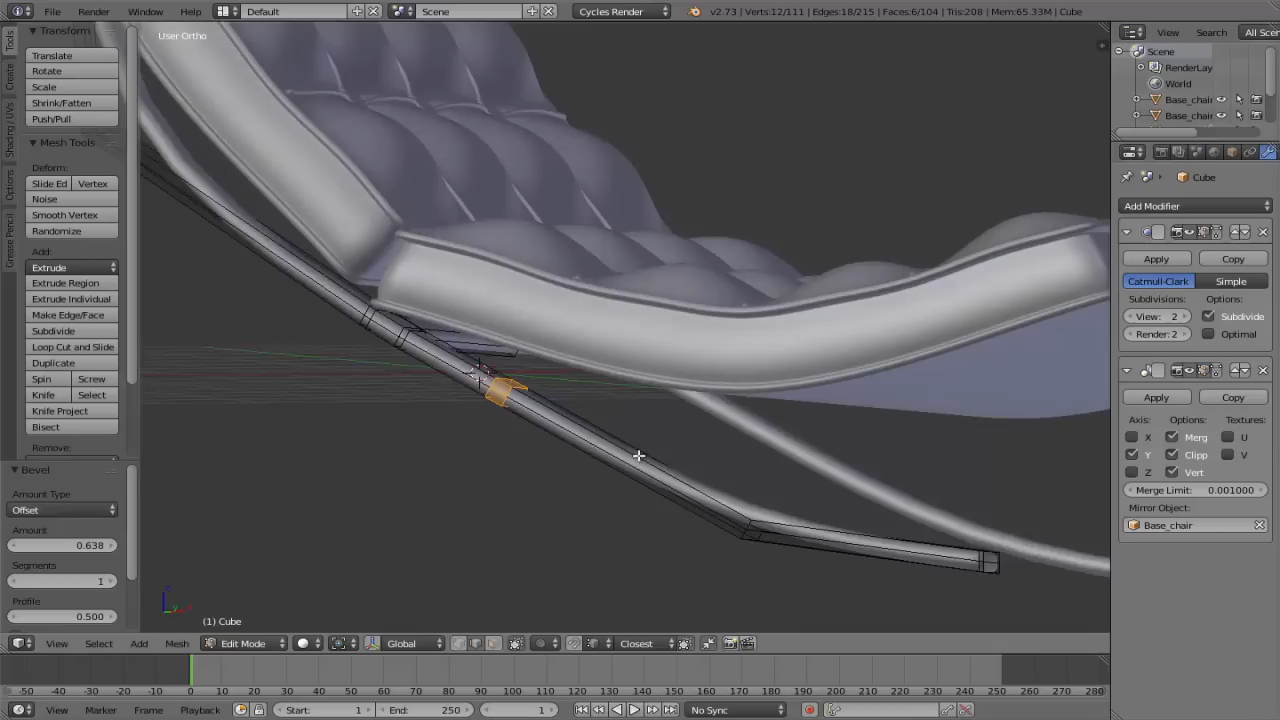 File Render Window Help Default Scene Cycles Render v2.73 | Verts:12/111 | Edges:18/215 | Faces:6/104 | Tris:208 | Mem:65.33M | Cube
User Ortho
Tools
Create
Shading / UVs
Options
Grease Pencil
Transform
Translate
Rotate
Scale
Shrink/Fatten
Push/Pull
Mesh Tools
Deform:
Slide Ed Vertex
Noise
Smooth Vertex
Randomize
Add:
Extrude
Extrude Region
Extrude Individual
Make Edge/Face
Subdivide
Loop Cut and Slide
Duplicate
Spin Screw
Knife Select
Knife Project
Bisect
Remove:
Bevel
Amount Type
Offset
Amount
0.638
Segments
1
Profile
0.500
z
y x
(1) Cube
View Select Add Mesh Edit Mode Global Closest
-50 -40 -30 -20 -10 0 10 20 30 40 50 60 70 80 90 100 110 120 130 140 150 160 170 180 190 200 210 220 230 240 250 260 270 280
View Marker Frame Playback Start: 1 End: 250 1 No Sync
View Search All Scen
Scene
RenderLay
World
Base_chair
Base_chair
Cube
Add Modifier
Apply Copy
Catmull-Clark Simple
Subdivisions: Options:
View: 2 Subdivide
Render: 2 Optimal
Apply Copy
Axis: Options: Textures:
X Merg U
Y Clipp V
Z Vert
Merge Limit: 0.001000
Mirror Object:
Base_chair